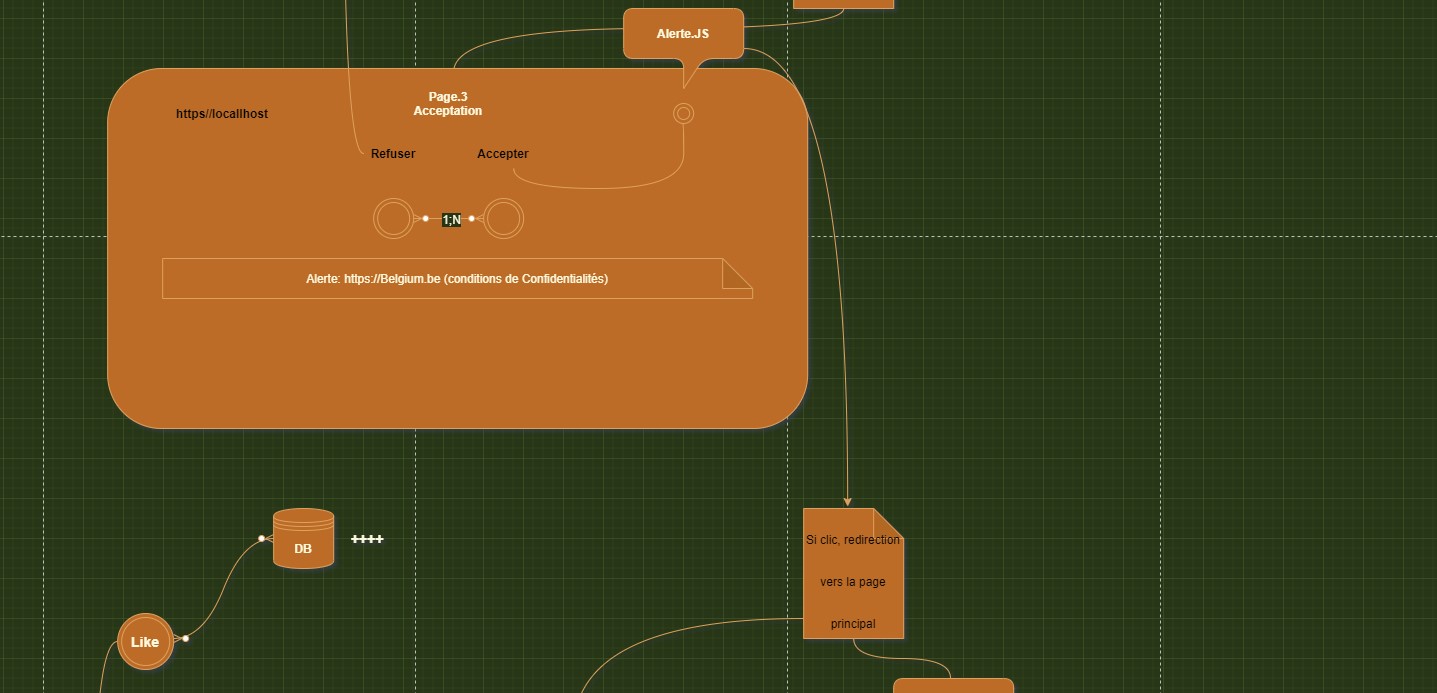 Alerte.JS
Page.3
Acceptation
https//locallhost
Refuser
Accepter
1;N
Alerte: https://Belgium.be (conditions de Confidentialités)
DB
++++
Si clic, redirection
vers la page
principal
Like